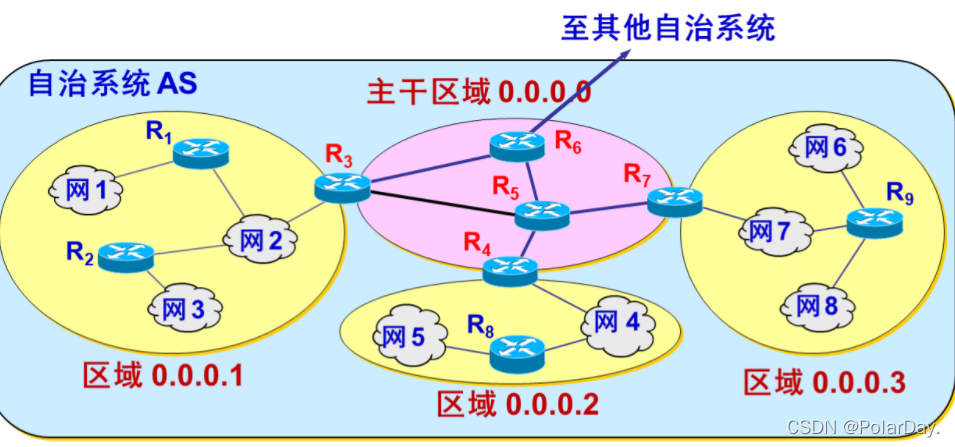 至其他自治系统
自治系统 AS
主干区域 0.0.0.0
R1
R6
网6
R3
网1
R5
R7
R9
网2
网7
R2
R4
网3
网5
R8
网4
网8
区域 0.0.0.1
区域 0.0.0.2
区域 0.0.0.3
CSDN @PolarDay.